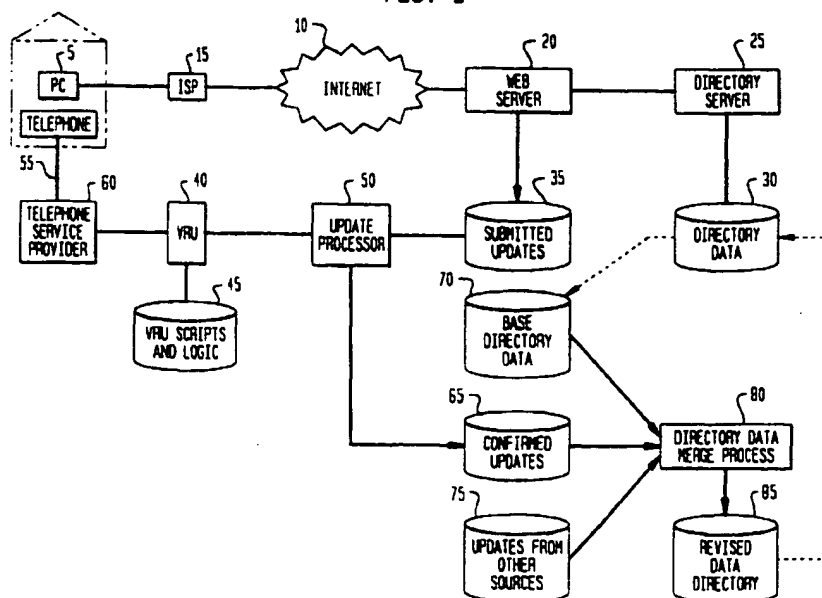 10
15
20
25
5
PC
ISP
INTERNET
WEB
SERVER
DIRECTORY
SERVER
TELEPHONE
55
60
40
50
35
30
TELEPHONE
SERVICE
PROVIDER
VRU
UPDATE
PROCESSOR
SUBMITTED
UPDATES
DIRECTORY
DATA
45
70
VRU SCRIPTS
AND LOGIC
BASE
DIRECTORY
DATA
65
80
CONFIRMED
UPDATES
DIRECTORY DATA
MERGE PROCESS
75
85
UPDATES FROM
OTHER
SOURCES
REVISED
DATA
DIRECTORY